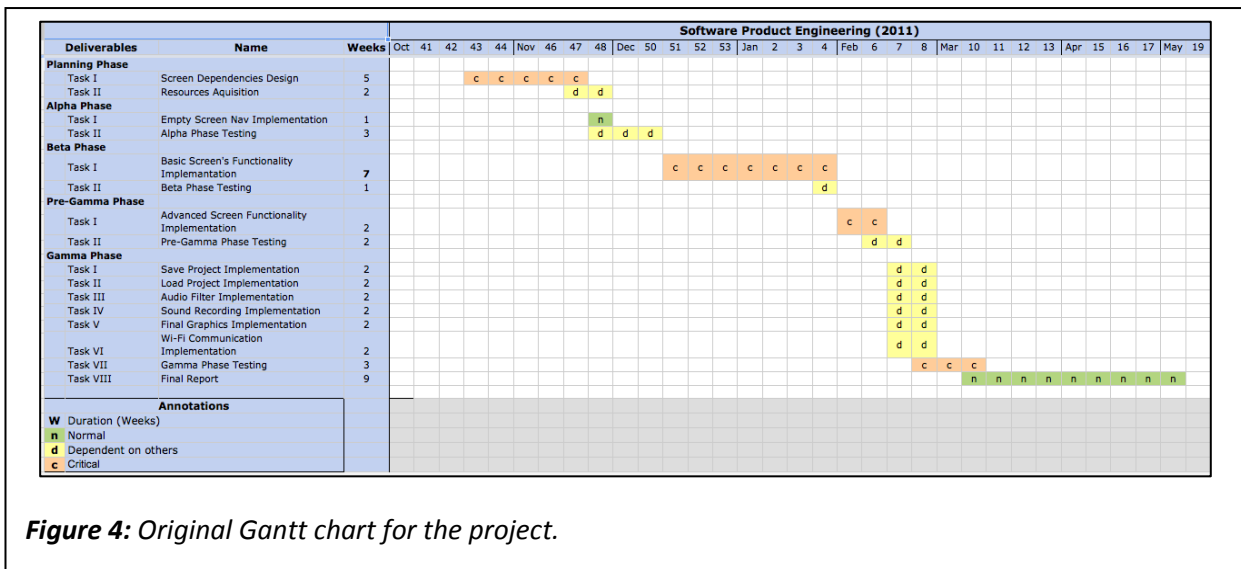 Software Product Engineering (2011)
Deliverables Name Weeks Oct 41 42 43 44 Nov 46 47 48 Dec 50 51 52 53 Jan 2 3 4 Feb 6 7 8 Mar 10 11 12 13 Apr 15 16 17 May 19
Planning Phase
Task I Screen Dependencies Design 5 c c c c c
Task II Resources Aquisition 2 d d
Alpha Phase
Task I Empty Screen Nav Implementation 1 n
Task II Alpha Phase Testing 3 d d d
Beta Phase
Basic Screen's Functionality
Task I Implemantation 7 c c c c c c c
Task II Beta Phase Testing 1 d
Pre-Gamma Phase
Advanced Screen Functionality
Task I Implementation 2 c c
Task II Pre-Gamma Phase Testing 2 d d
Gamma Phase
Task I Save Project Implementation 2 d d
Task II Load Project Implementation 2 d d
Task III Audio Filter Implementation 2 d d
Task IV Sound Recording Implementation 2 d d
Task V Final Graphics Implementation 2 d d
Wi-Fi Communication
Task VI Implementation 2 d d
Task VII Gamma Phase Testing 3 c c c
Task VIII Final Report 9 n n n n n n n n n
Annotations
W Duration (Weeks)
n Normal
d Dependent on others
c Critical
Figure 4: Original Gantt chart for the project.